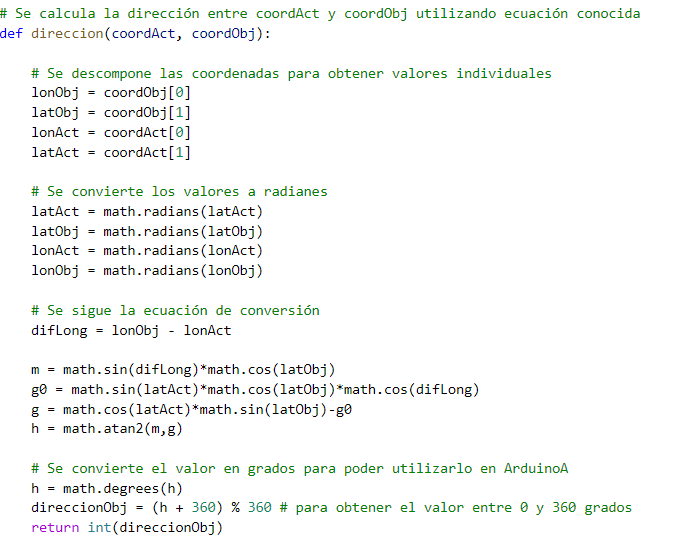 # Se calcula la dirección entre coordAct y coordObj utilizando ecuación conocida
def direccion(coordAct, coordObj):
# Se descompone las coordenadas para obtener valores individuales
lonObj = coordObj[0]
latObj = coordObj[1]
lonAct = coordAct[0]
latAct = coordAct[1]
# Se convierte los valores a radianes
latAct = math.radians(latAct)
latObj = math.radians(latObj)
lonAct = math.radians(lonAct)
lonObj = math.radians(lonObj)
# Se sigue la ecuación de conversión
difLong = lonObj - lonAct
m = math.sin(difLong)*math.cos(latObj)
g0 = math.sin(latAct)*math.cos(latObj)*math.cos(difLong)
g = math.cos(latAct)*math.sin(latObj)-g0
h = math.atan2(m,g)
# Se convierte el valor en grados para poder utilizarlo en ArduinoA
h = math.degrees(h)
direccionObj = (h + 360) % 360 # para obtener el valor entre 0 y 360 grados
return int(direccionObj)